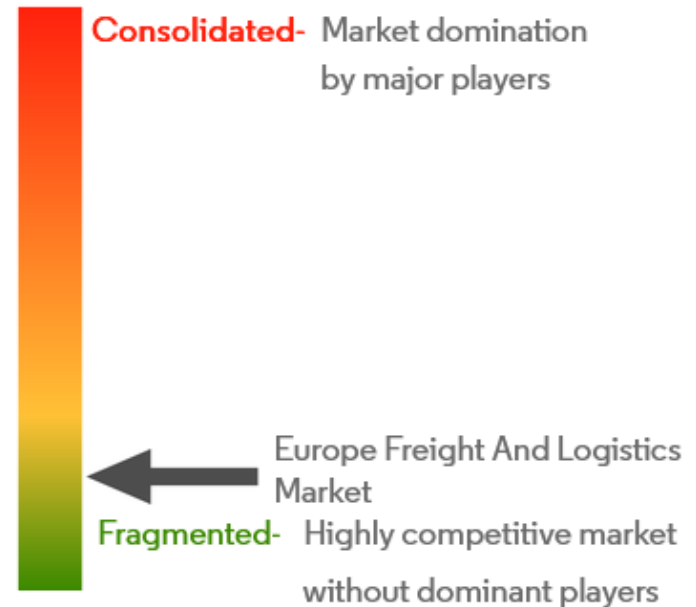 Consolidated- Market domination
by major players
Europe Freight And Logistics
Market
Fragmented- Highly competitive market
without dominant players